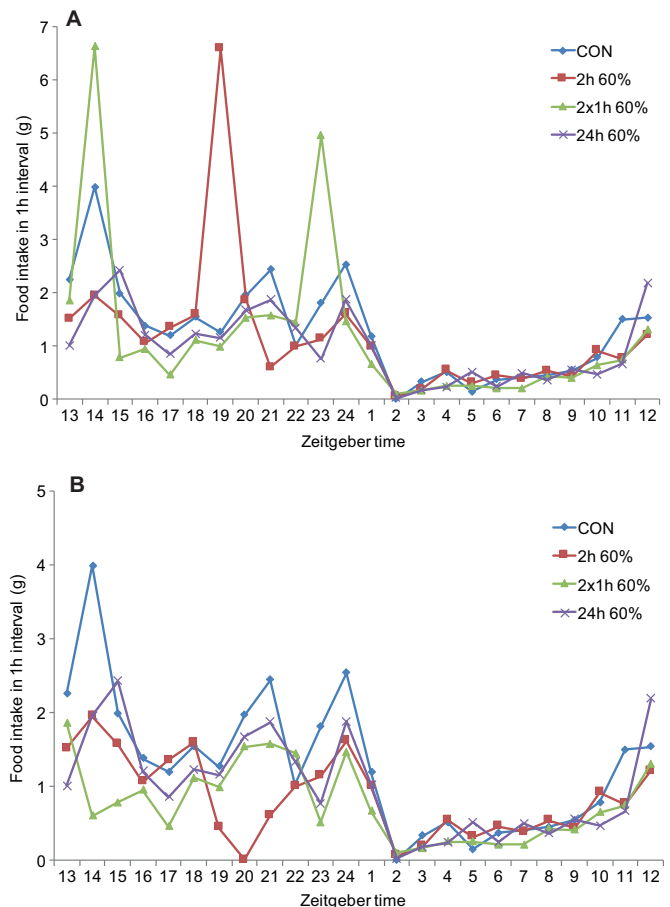 A
7
6
5
4
3
2
1
0
Food intake in 1h interval (g)
CON
2h 60%
2x1h 60%
24h 60%
13 14 15 16 17 18 19 20 21 22 23 24 1 2 3 4 5 6 7 8 9 10 11 12
Zeitgeber time
B
5
4
3
2
1
0
Food intake in 1h interval (g)
CON
2h 60%
2x1h 60%
24h 60%
13 14 15 16 17 18 19 20 21 22 23 24 1 2 3 4 5 6 7 8 9 10 11 12
Zeitgeber time